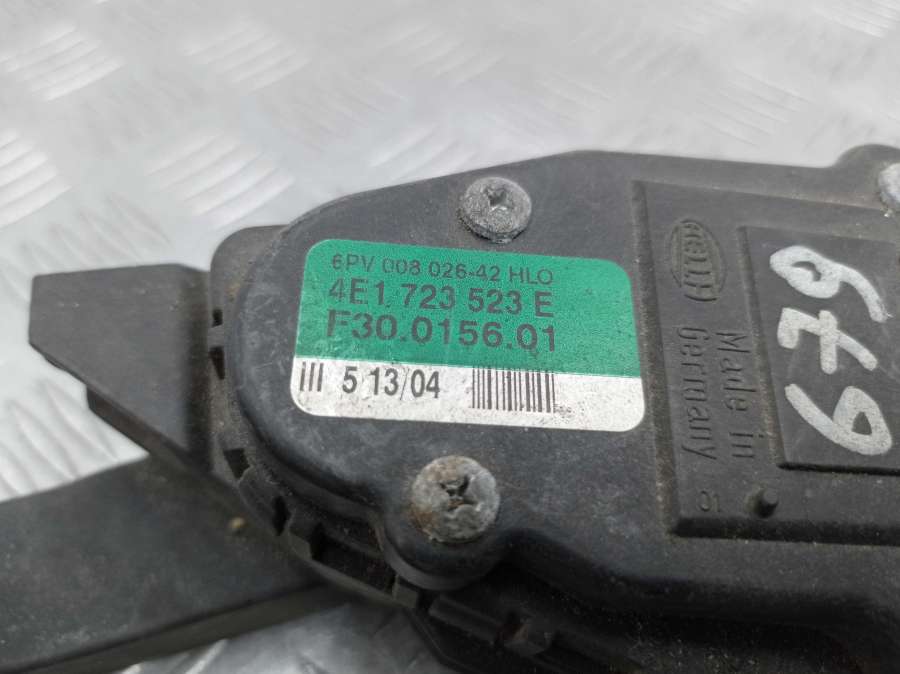 6PV 008 026-42 HLO
4E1 723 523 E
F30.0156.01
III 5 13/04
HELLA
Made in
Germany
679